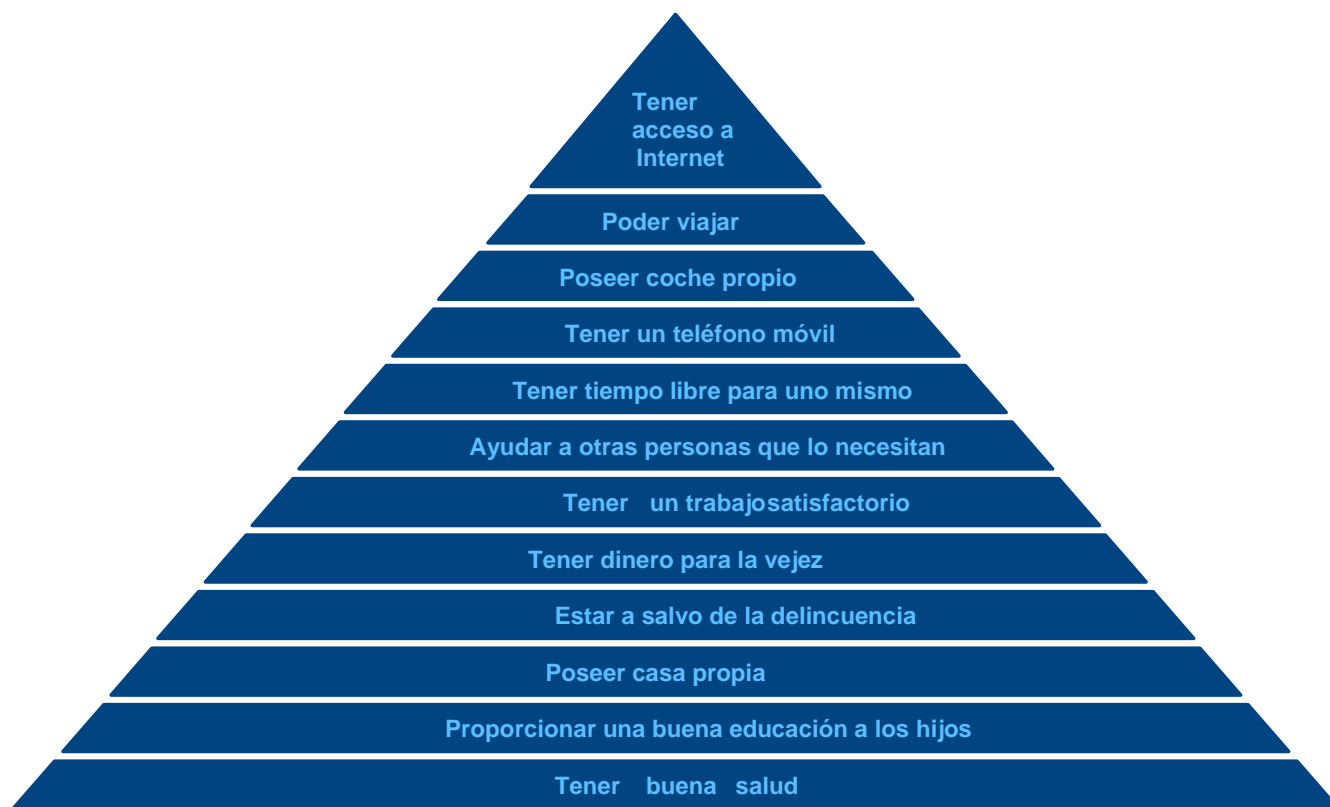 Tener
acceso a
Internet
Poder viajar
Poseer coche propio
Tener un teléfono móvil
Tener tiempo libre para uno mismo
Ayudar a otras personas que lo necesitan
Tener un trabajosatisfactorio
Tener dinero para la vejez
Estar a salvo de la delincuencia
Poseer casa propia
Proporcionar una buena educación a los hijos
Tener buena salud